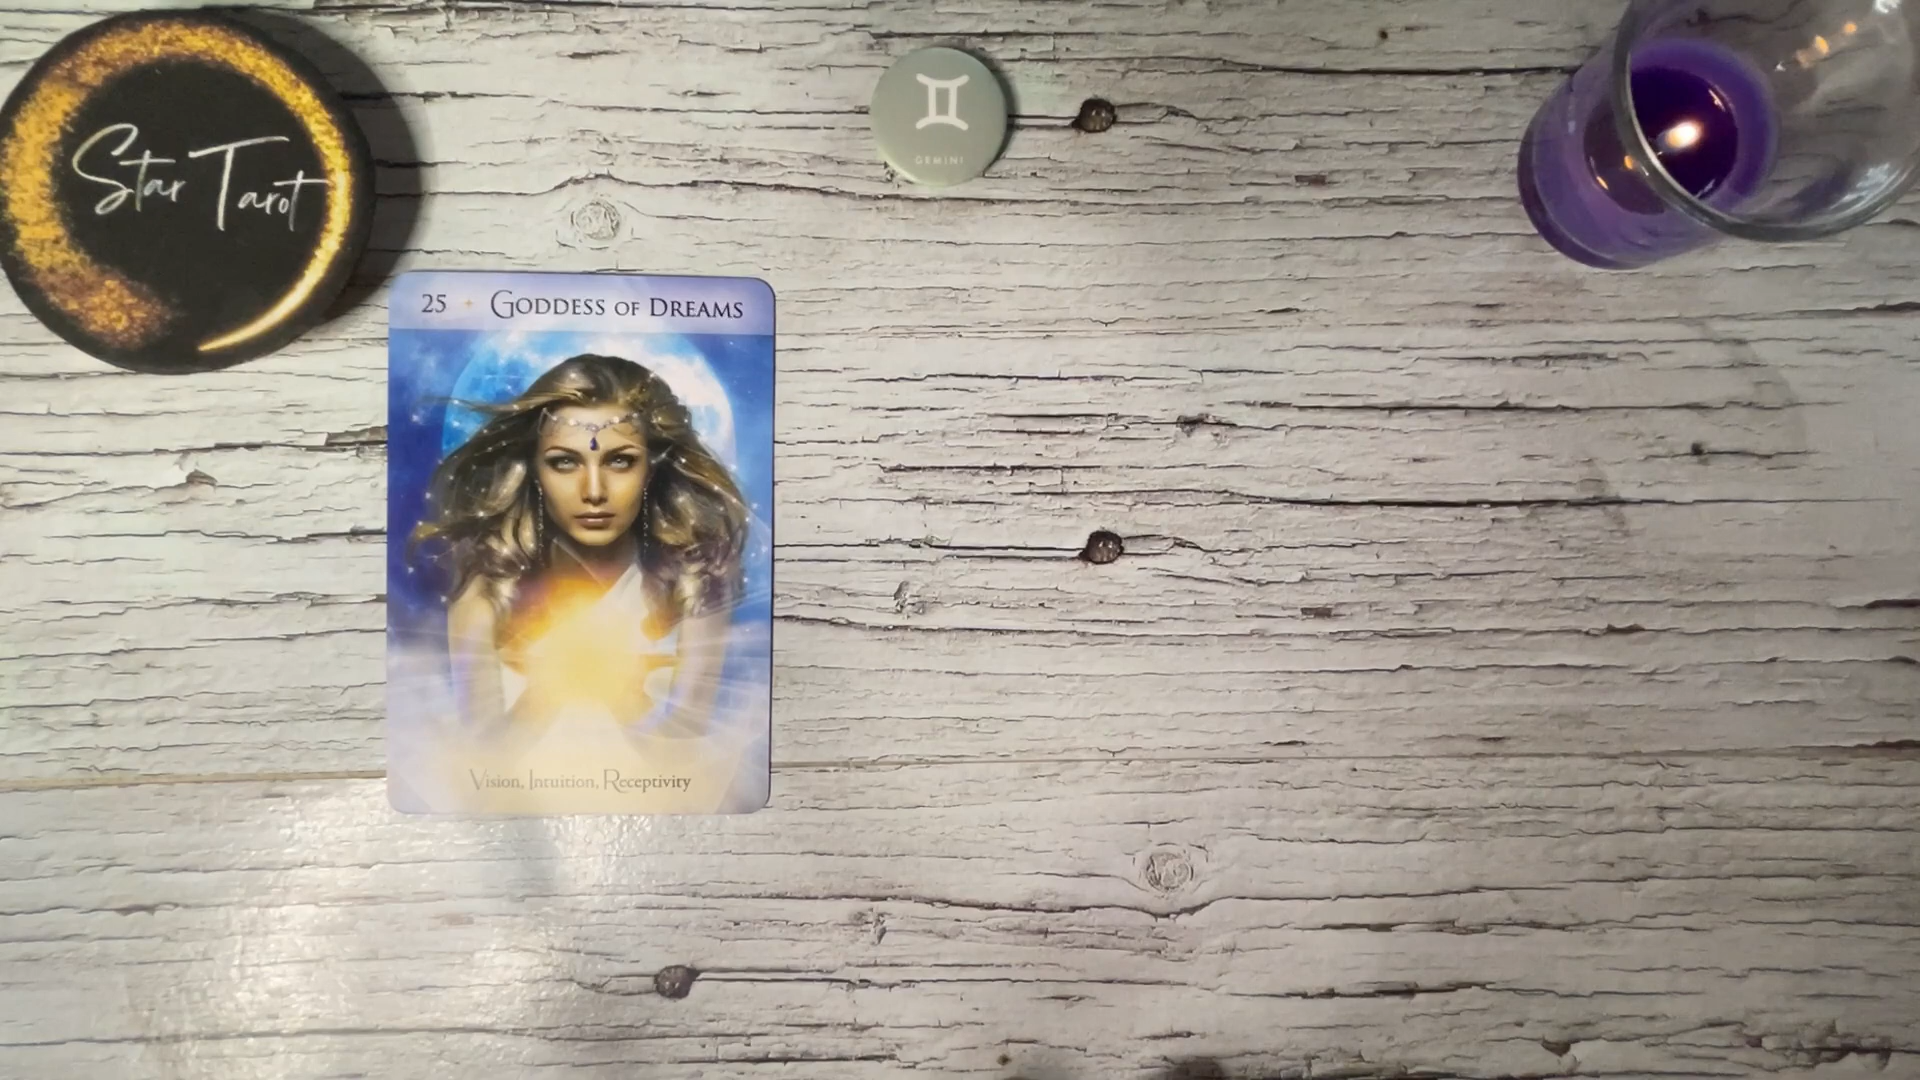 Star Tarot
GEMINI
25 ✦ Goddess of Dreams
Vision, Intuition, Receptivity